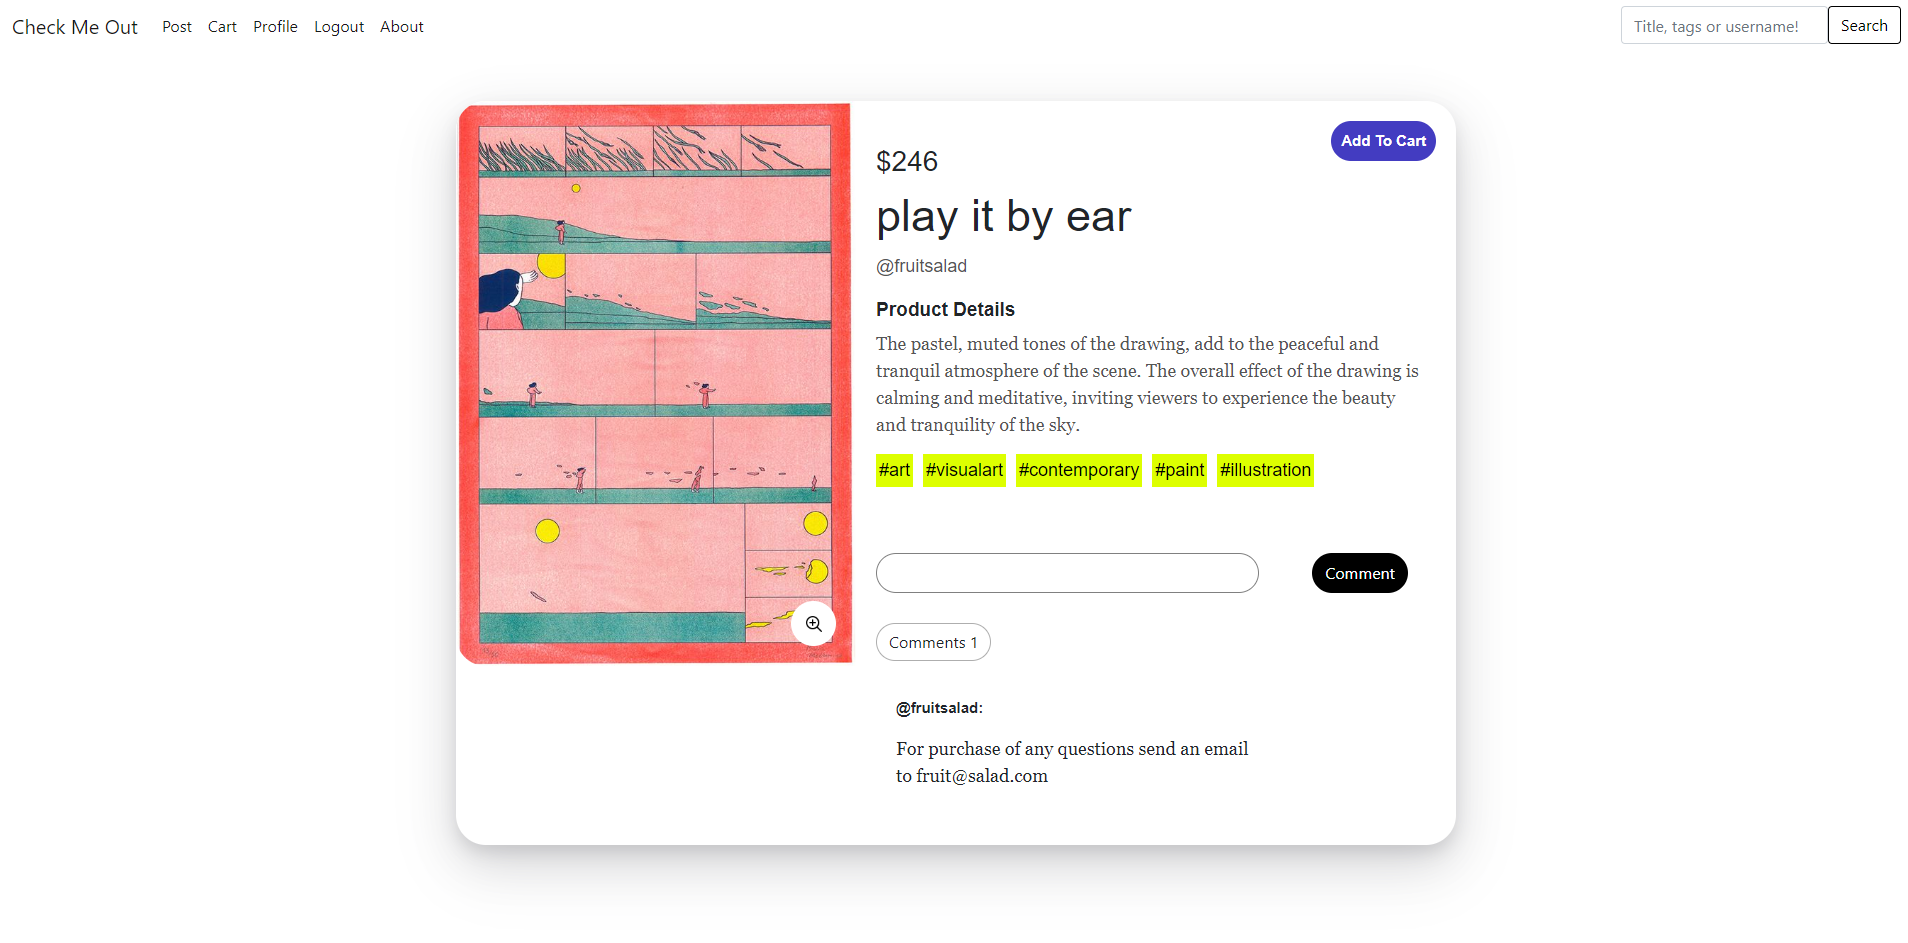 Check Me Out Post Cart Profile Logout About Title, tags or username! Search
Add To Cart
$246
play it by ear
@fruitsalad
Product Details
The pastel, muted tones of the drawing, add to the peaceful and
tranquil atmosphere of the scene. The overall effect of the drawing is
calming and meditative, inviting viewers to experience the beauty
and tranquility of the sky.
#art #visualart #contemporary #paint #illustration
Comment
Comments 1
@fruitsalad:
For purchase of any questions send an email
to fruit@salad.com